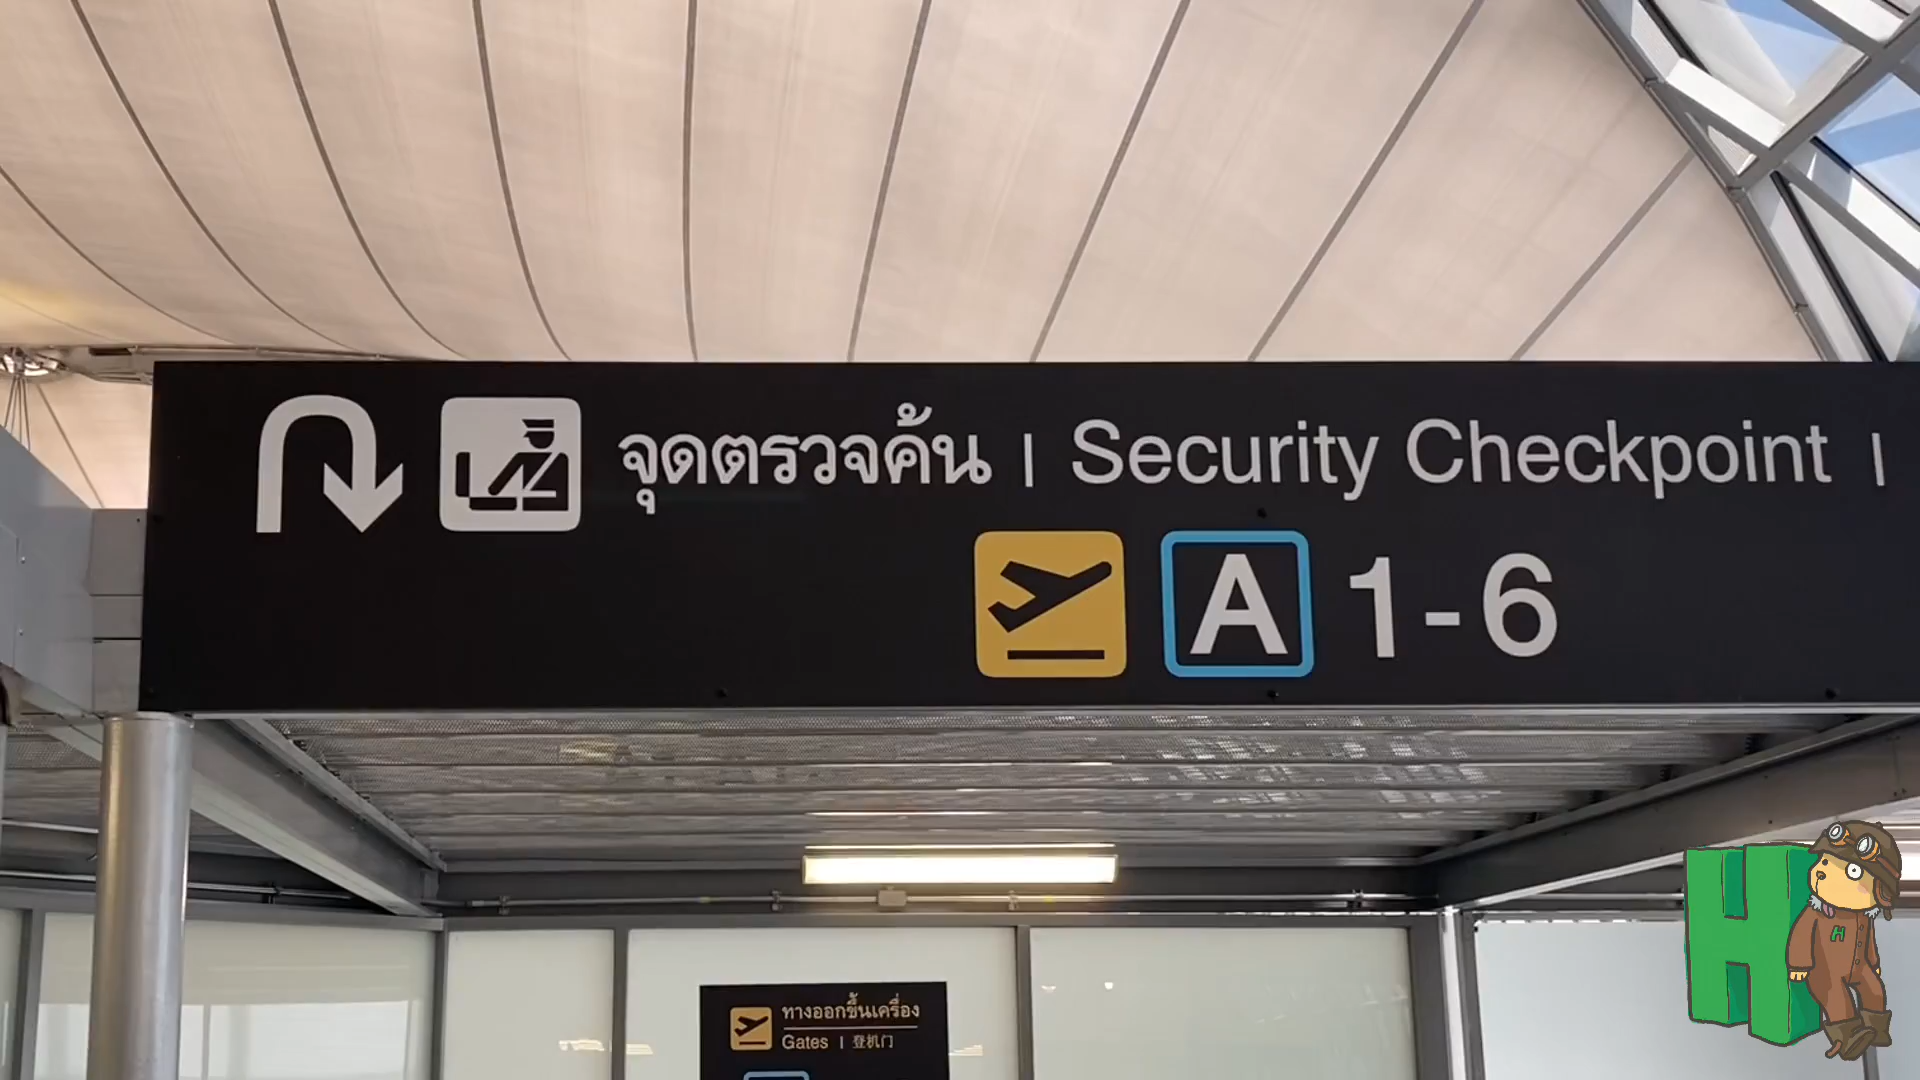 จุดตรวจค้น | Security Checkpoint |
A 1 - 6
ทางออกขึ้นเครื่อง
Gates | 登机门
H
H